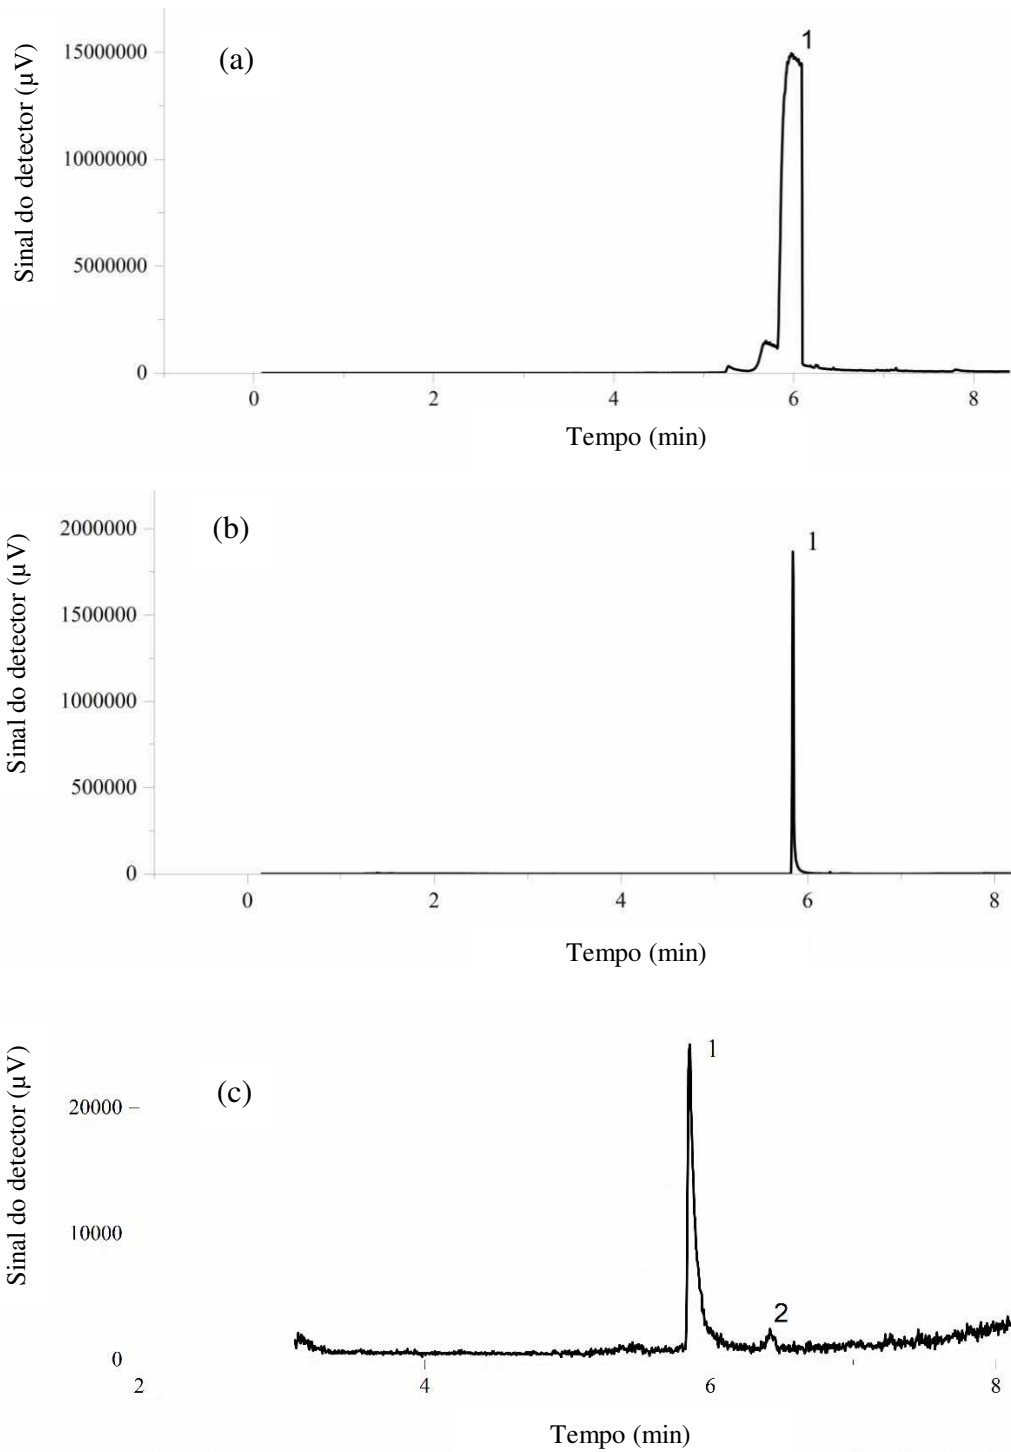 (a)
1
Sinal do detector (µV)
15000000
10000000
5000000
0
0 2 4 6 8
Tempo (min)
(b)
1
Sinal do detector (µV)
2000000
1500000
1000000
500000
0
0 2 4 6 8
Tempo (min)
(c)
1
2
Sinal do detector (µV)
20000
10000
0
2 4 6 8
Tempo (min)